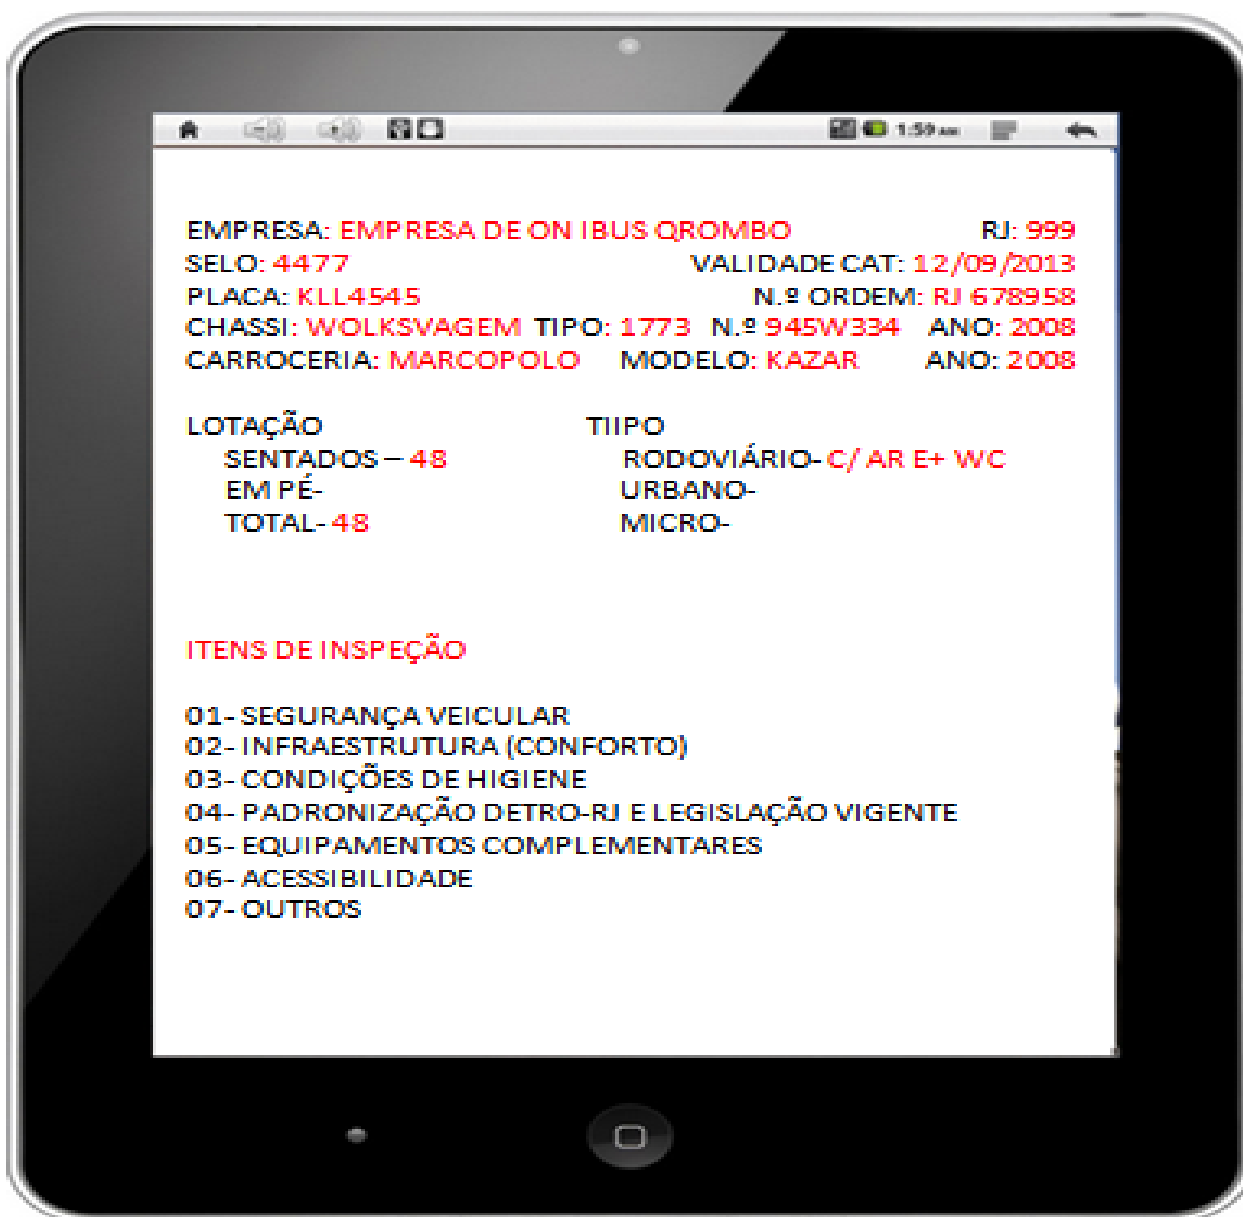 1:59 AM
EMPRESA: EMPRESA DE ON IBUS QROMBO RJ: 999
SELO: 4477 VALIDADE CAT: 12/09/2013
PLACA: KLL4545 N.º ORDEM: RJ 678958
CHASSI: WOLKSVAGEM TIPO: 1773 N.º 945W334 ANO: 2008
CARROCERIA: MARCOPOLO MODELO: KAZAR ANO: 2008
LOTAÇÃO TIIPO
SENTADOS – 48 RODOVIÁRIO- C/ AR E+ WC
EM PÉ- URBANO-
TOTAL- 48 MICRO-
ITENS DE INSPEÇÃO
01- SEGURANÇA VEICULAR
02- INFRAESTRUTURA (CONFORTO)
03- CONDIÇÕES DE HIGIENE
04- PADRONIZAÇÃO DETRO-RJ E LEGISLAÇÃO VIGENTE
05- EQUIPAMENTOS COMPLEMENTARES
06- ACESSIBILIDADE
07- OUTROS